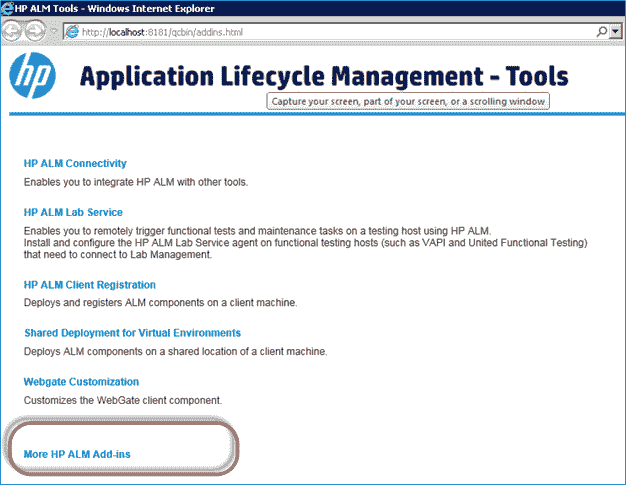 HP ALM Tools - Windows Internet Explorer
http://localhost:8181/qcbin/addins.html
hp
Application Lifecycle Management - Tools
Capture your screen, part of your screen, or a scrolling window
HP ALM Connectivity
Enables you to integrate HP ALM with other tools.
HP ALM Lab Service
Enables you to remotely trigger functional tests and maintenance tasks on a testing host using HP ALM.
Install and configure the HP ALM Lab Service agent on functional testing hosts (such as VAPI and United Functional Testing)
that need to connect to Lab Management.
HP ALM Client Registration
Deploys and registers ALM components on a client machine.
Shared Deployment for Virtual Environments
Deploys ALM components on a shared location of a client machine.
Webgate Customization
Customizes the WebGate client component.
More HP ALM Add-ins